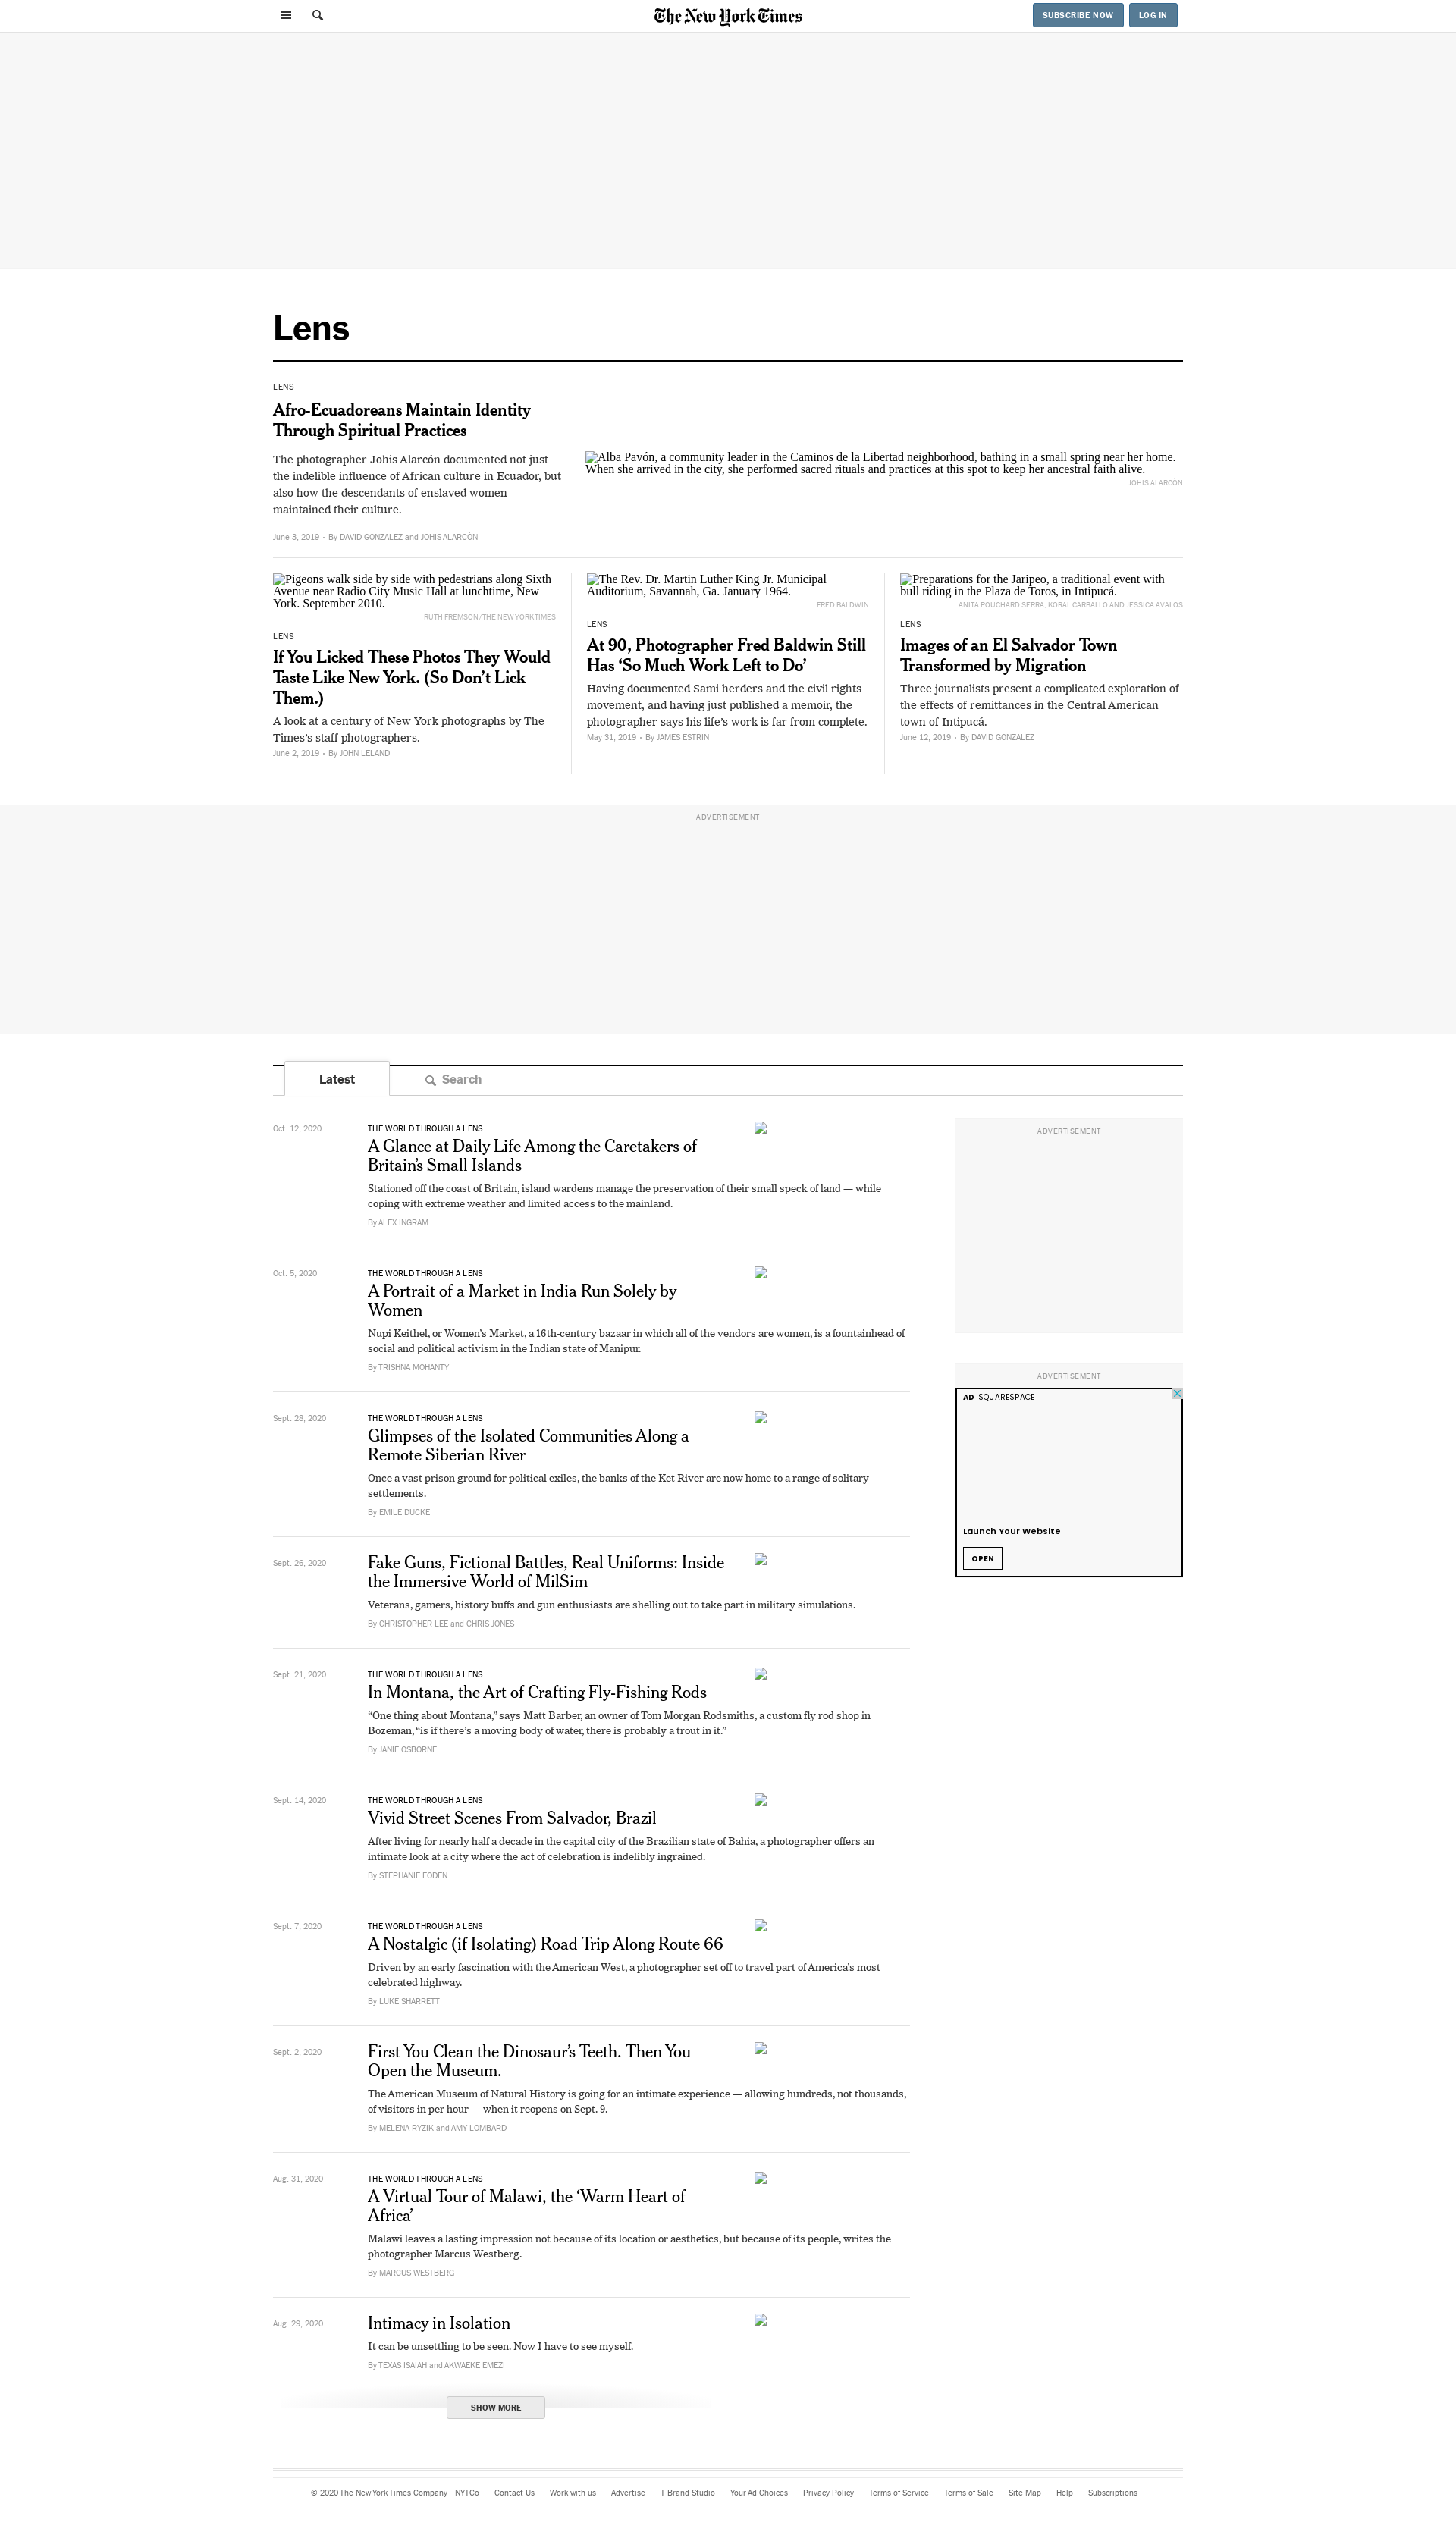 The New York Times
SUBSCRIBE NOW
LOG IN
Lens
LENS
Afro-Ecuadoreans Maintain Identity
Through Spiritual Practices
The photographer Johis Alarcón documented not just
the indelible influence of African culture in Ecuador, but
also how the descendants of enslaved women
maintained their culture.
June 3, 2019 • By DAVID GONZALEZ and JOHIS ALARCÓN
Alba Pavón, a community leader in the Caminos de la Libertad neighborhood, bathing in a small spring near her home.
When she arrived in the city, she performed sacred rituals and practices at this spot to keep her ancestral faith alive.
JOHIS ALARCÓN
Pigeons walk side by side with pedestrians along Sixth
Avenue near Radio City Music Hall at lunchtime, New
York. September 2010.
RUTH FREMSON/THE NEW YORK TIMES
LENS
If You Licked These Photos They Would
Taste Like New York. (So Don’t Lick
Them.)
A look at a century of New York photographs by The
Times’s staff photographers.
June 2, 2019 • By JOHN LELAND
The Rev. Dr. Martin Luther King Jr. Municipal
Auditorium, Savannah, Ga. January 1964.
FRED BALDWIN
LENS
At 90, Photographer Fred Baldwin Still
Has ‘So Much Work Left to Do’
Having documented Sami herders and the civil rights
movement, and having just published a memoir, the
photographer says his life’s work is far from complete.
May 31, 2019 • By JAMES ESTRIN
Preparations for the Jaripeo, a traditional event with
bull riding in the Plaza de Toros, in Intipucá.
ANITA POUCHARD SERRA, KORAL CARBALLO AND JESSICA AVALOS
LENS
Images of an El Salvador Town
Transformed by Migration
Three journalists present a complicated exploration of
the effects of remittances in the Central American
town of Intipucá.
June 12, 2019 • By DAVID GONZALEZ
ADVERTISEMENT
Latest
Search
Oct. 12, 2020
THE WORLD THROUGH A LENS
A Glance at Daily Life Among the Caretakers of
Britain’s Small Islands
Stationed off the coast of Britain, island wardens manage the preservation of their small speck of land — while
coping with extreme weather and limited access to the mainland.
By ALEX INGRAM
Oct. 5, 2020
THE WORLD THROUGH A LENS
A Portrait of a Market in India Run Solely by
Women
Nupi Keithel, or Women’s Market, a 16th-century bazaar in which all of the vendors are women, is a fountainhead of
social and political activism in the Indian state of Manipur.
By TRISHNA MOHANTY
Sept. 28, 2020
THE WORLD THROUGH A LENS
Glimpses of the Isolated Communities Along a
Remote Siberian River
Once a vast prison ground for political exiles, the banks of the Ket River are now home to a range of solitary
settlements.
By EMILE DUCKE
Sept. 26, 2020
Fake Guns, Fictional Battles, Real Uniforms: Inside
the Immersive World of MilSim
Veterans, gamers, history buffs and gun enthusiasts are shelling out to take part in military simulations.
By CHRISTOPHER LEE and CHRIS JONES
Sept. 21, 2020
THE WORLD THROUGH A LENS
In Montana, the Art of Crafting Fly-Fishing Rods
“One thing about Montana,” says Matt Barber, an owner of Tom Morgan Rodsmiths, a custom fly rod shop in
Bozeman, “is if there’s a moving body of water, there is probably a trout in it.”
By JANIE OSBORNE
Sept. 14, 2020
THE WORLD THROUGH A LENS
Vivid Street Scenes From Salvador, Brazil
After living for nearly half a decade in the capital city of the Brazilian state of Bahia, a photographer offers an
intimate look at a city where the act of celebration is indelibly ingrained.
By STEPHANIE FODEN
Sept. 7, 2020
THE WORLD THROUGH A LENS
A Nostalgic (if Isolating) Road Trip Along Route 66
Driven by an early fascination with the American West, a photographer set off to travel part of America’s most
celebrated highway.
By LUKE SHARRETT
Sept. 2, 2020
First You Clean the Dinosaur’s Teeth. Then You
Open the Museum.
The American Museum of Natural History is going for an intimate experience — allowing hundreds, not thousands,
of visitors in per hour — when it reopens on Sept. 9.
By MELENA RYZIK and AMY LOMBARD
Aug. 31, 2020
THE WORLD THROUGH A LENS
A Virtual Tour of Malawi, the ‘Warm Heart of
Africa’
Malawi leaves a lasting impression not because of its location or aesthetics, but because of its people, writes the
photographer Marcus Westberg.
By MARCUS WESTBERG
Aug. 29, 2020
Intimacy in Isolation
It can be unsettling to be seen. Now I have to see myself.
By TEXAS ISAIAH and AKWAEKE EMEZI
SHOW MORE
ADVERTISEMENT
ADVERTISEMENT
AD SQUARESPACE
Launch Your Website
OPEN
© 2020 The New York Times Company NYTCo Contact Us Work with us Advertise T Brand Studio Your Ad Choices Privacy Policy Terms of Service Terms of Sale Site Map Help Subscriptions